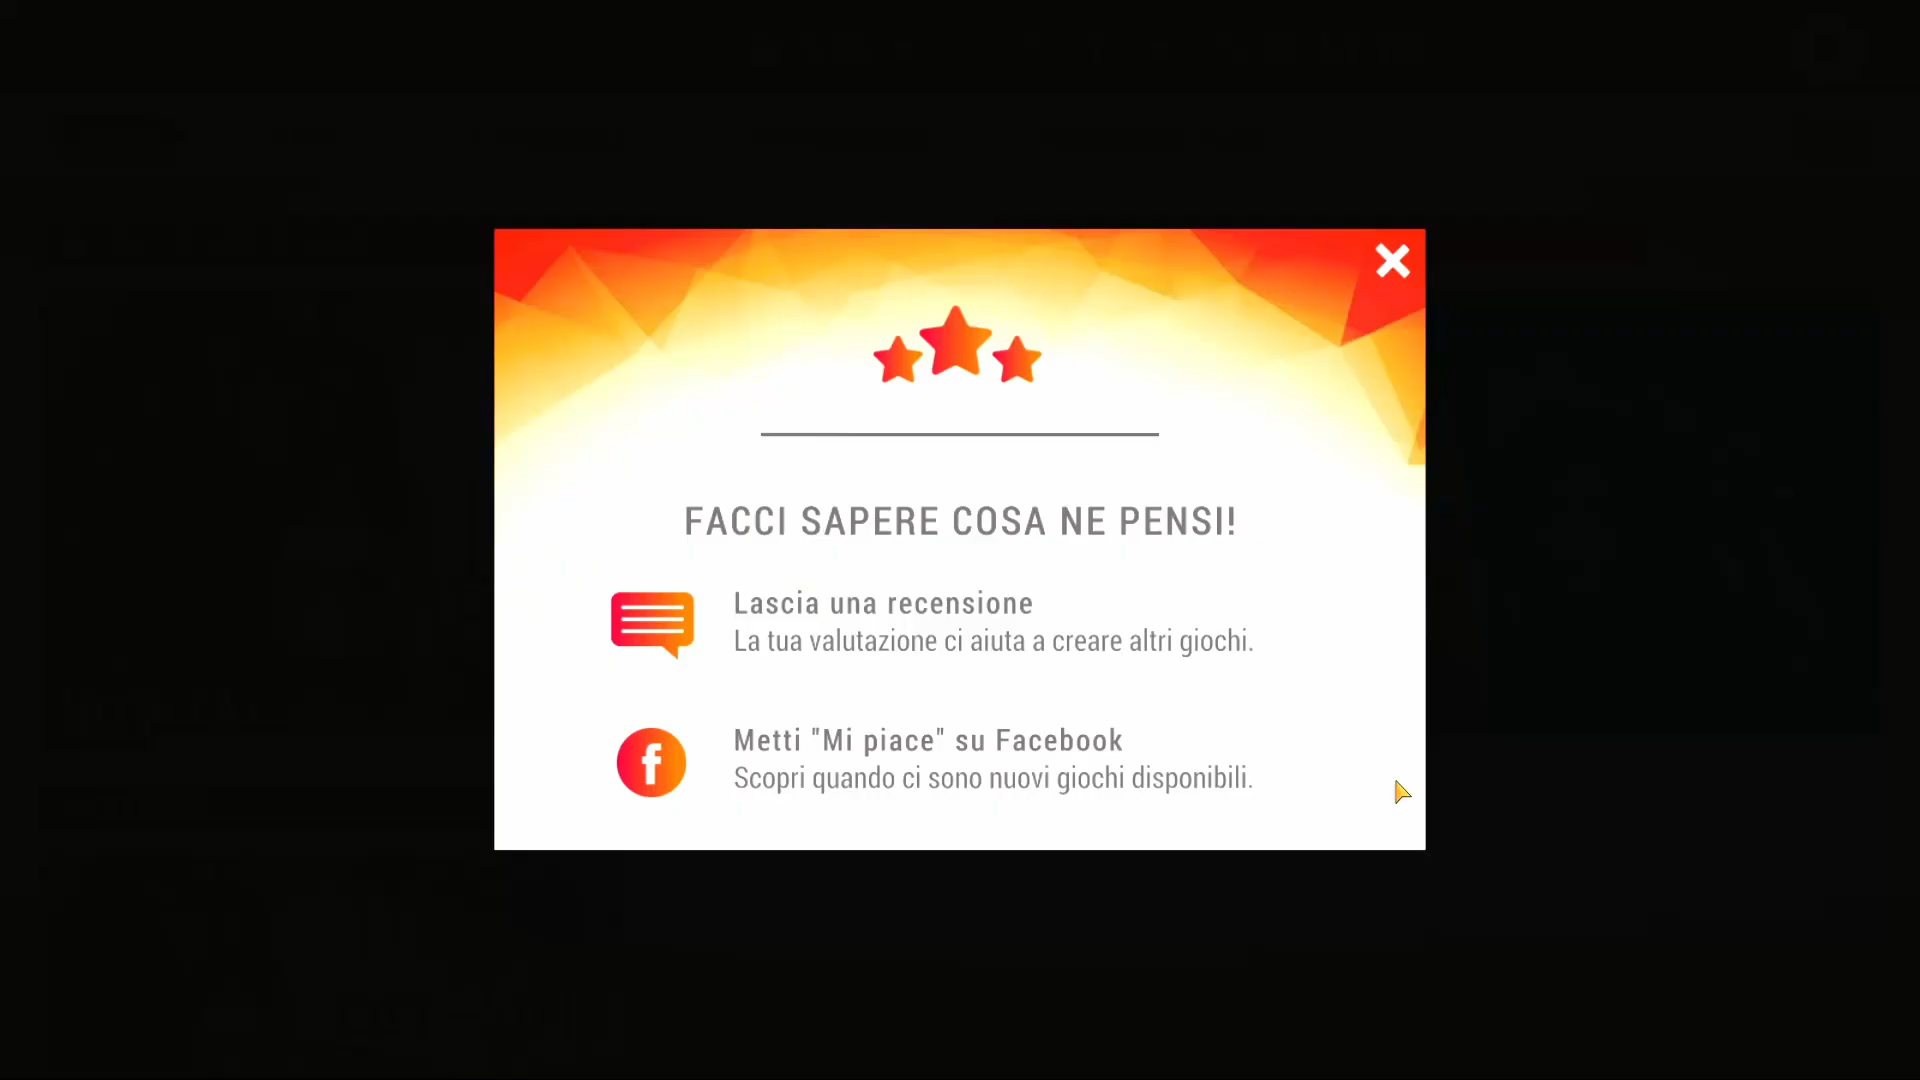 FACCI SAPERE COSA NE PENSI!
Lascia una recensione
La tua valutazione ci aiuta a creare altri giochi.
Metti "Mi piace" su Facebook
Scopri quando ci sono nuovi giochi disponibili.